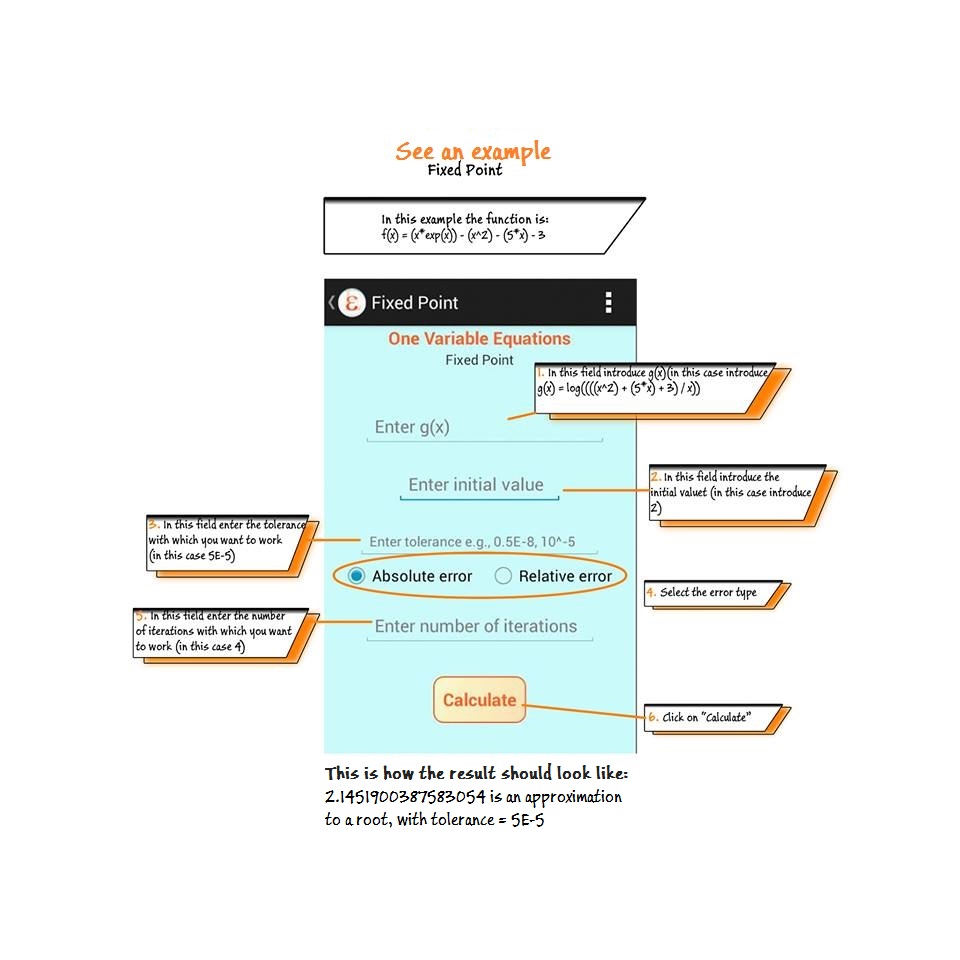 See an example
Fixed Point
In this example the function is:
f(x) = (x*exp(x)) - (x^2) - (5*x) - 3
Fixed Point
One Variable Equations
Fixed Point
1. In this field introduce g(x)(in this case introduce
g(x) = log((((x^2) + (5*x) + 3) / x))
Enter g(x)
Enter initial value
2. In this field introduce the
initial valuet (in this case introduce
2)
3. In this field enter the tolerance
with which you want to work
(in this case 5E-5)
Enter tolerance e.g., 0.5E-8, 10^-5
Absolute error
Relative error
4. Select the error type
5. In this field enter the number
of iterations with which you want
to work (in this case 4)
Enter number of iterations
Calculate
6. Click on "Calculate"
This is how the result should look like:
2.1451900387583054 is an approximation
to a root, with tolerance = 5E-5